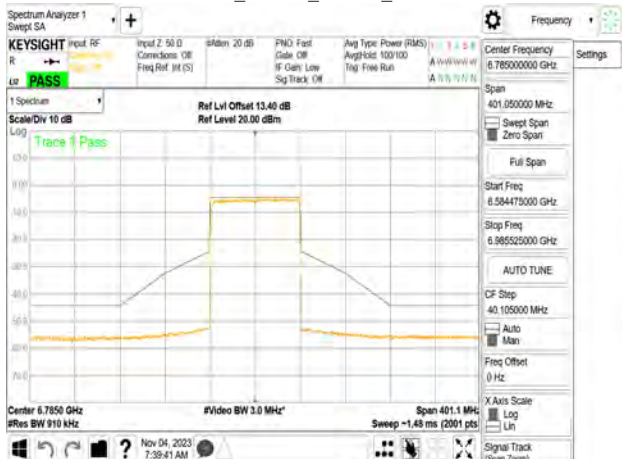 Spectrum Analyzer 1
Swept SA
+
Frequency
KEYSIGHT
Input: RF
R
PASS
Input Z: 50 Ω
Corrections: Off
Freq Ref: Int (S)
#Atten: 20 dB
PNO: Fast
Gate: Off
IF Gain: Low
Sig Track: Off
Avg Type: Power (RMS)
Avg|Hold: 100/100
Trig: Free Run
A W W W W W
A N N N N N
1 Spectrum
Scale/Div 10 dB
Ref Lvl Offset 13.40 dB
Ref Level 20.00 dBm
Log
Trace 1 Pass
Center 6.7850 GHz
#Res BW 910 kHz
#Video BW 3.0 MHz*
Span 401.1 MHz
Sweep ~1.48 ms (2001 pts)
Nov 04, 2023
7:39:41 AM
?
Settings
Center Frequency
6.785000000 GHz
Span
401.050000 MHz
Swept Span
Zero Span
Full Span
Start Freq
6.584475000 GHz
Stop Freq
6.985525000 GHz
AUTO TUNE
CF Step
40.105000 MHz
Auto
Man
Freq Offset
0 Hz
X Axis Scale
Log
Lin
Signal Track
(Span Zoom)